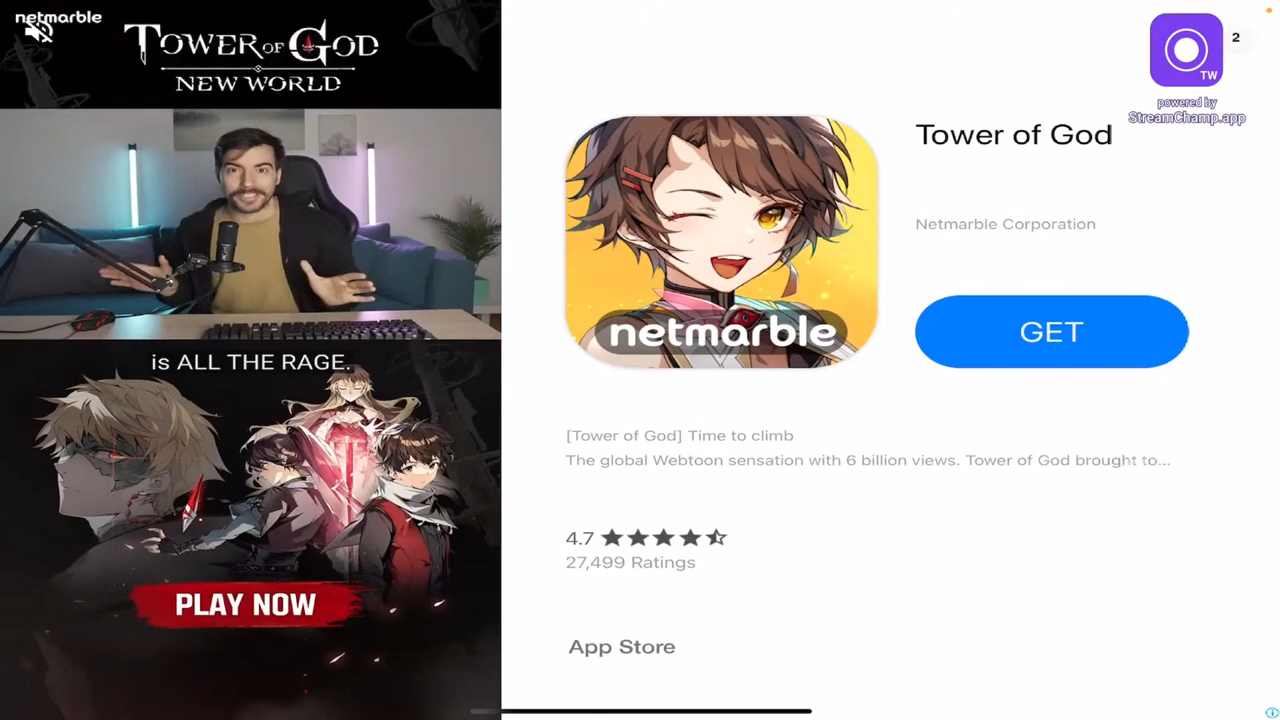 netmarble
TOWER OF GOD
NEW WORLD
is ALL THE RAGE.
PLAY NOW
netmarble
Tower of God
Netmarble Corporation
GET
[Tower of God] Time to climb
The global Webtoon sensation with 6 billion views. Tower of God brought to...
4.7
27,499 Ratings
App Store
2
TW
powered by
StreamChamp.app